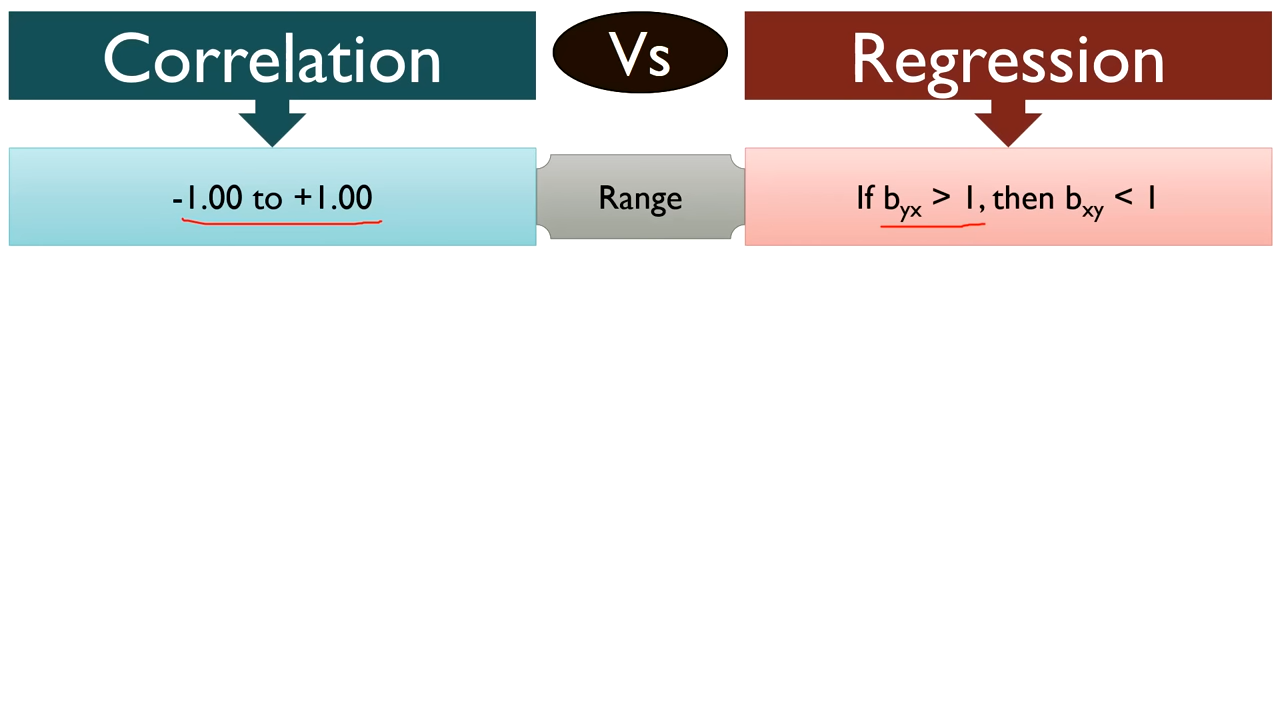 Correlation
Vs
Regression
-1.00 to +1.00
Range
If byx > 1, then bxy < 1